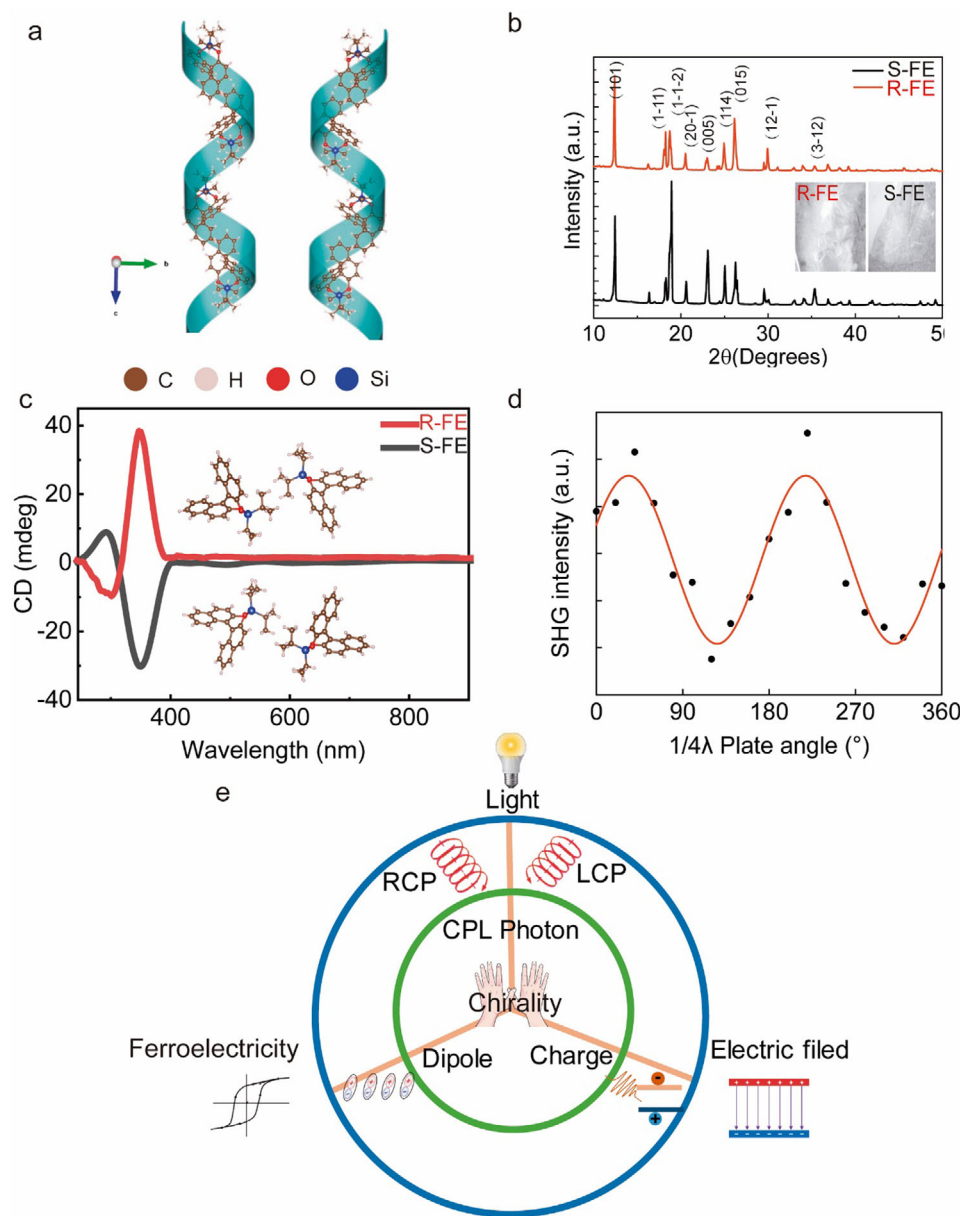 a
b
c
C
H
O
Si
b
S-FE
R-FE
(101)
(1-11)
(1-1-2)
(20-1)
(005)
(114)
(015)
(12-1)
(3-12)
R-FE
S-FE
Intensity (a.u.)
10
20
30
40
50
2θ(Degrees)
c
R-FE
S-FE
40
20
0
-20
-40
CD (mdeg)
400
600
800
Wavelength (nm)
d
SHG intensity (a.u.)
0
90
180
270
360
1/4λ Plate angle (°)
e
Light
RCP
LCP
CPL Photon
Chirality
Dipole
Charge
Ferroelectricity
Electric filed